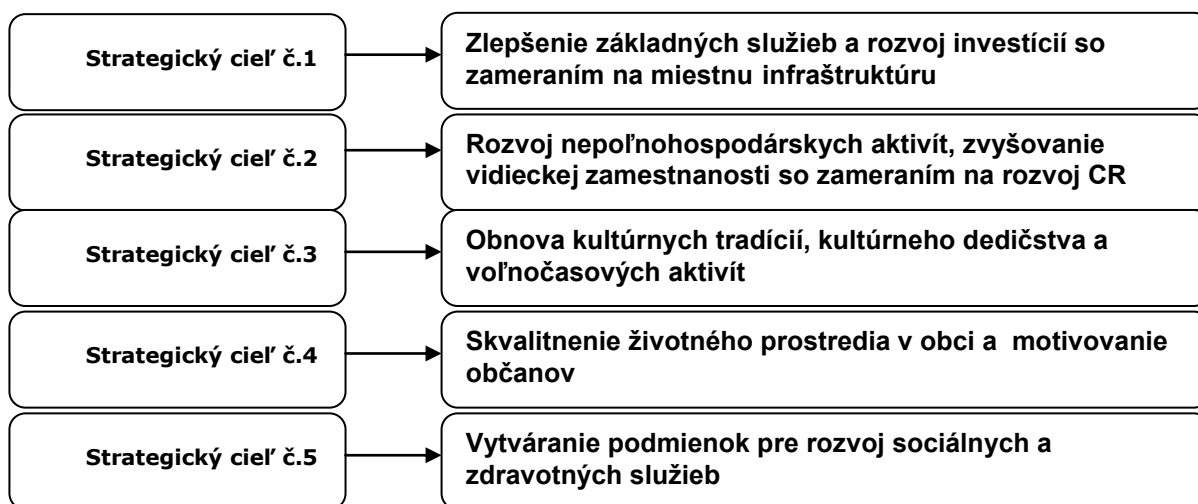 Strategický cieľ č.1
Zlepšenie základných služieb a rozvoj investícií so
zameraním na miestnu infraštruktúru
Strategický cieľ č.2
Rozvoj nepoľnohospodárskych aktivít, zvyšovanie
vidieckej zamestnanosti so zameraním na rozvoj CR
Strategický cieľ č.3
Obnova kultúrnych tradícií, kultúrneho dedičstva a
voľnočasových aktivít
Strategický cieľ č.4
Skvalitnenie životného prostredia v obci a  motivovanie
občanov
Strategický cieľ č.5
Vytváranie podmienok pre rozvoj sociálnych a
zdravotných služieb